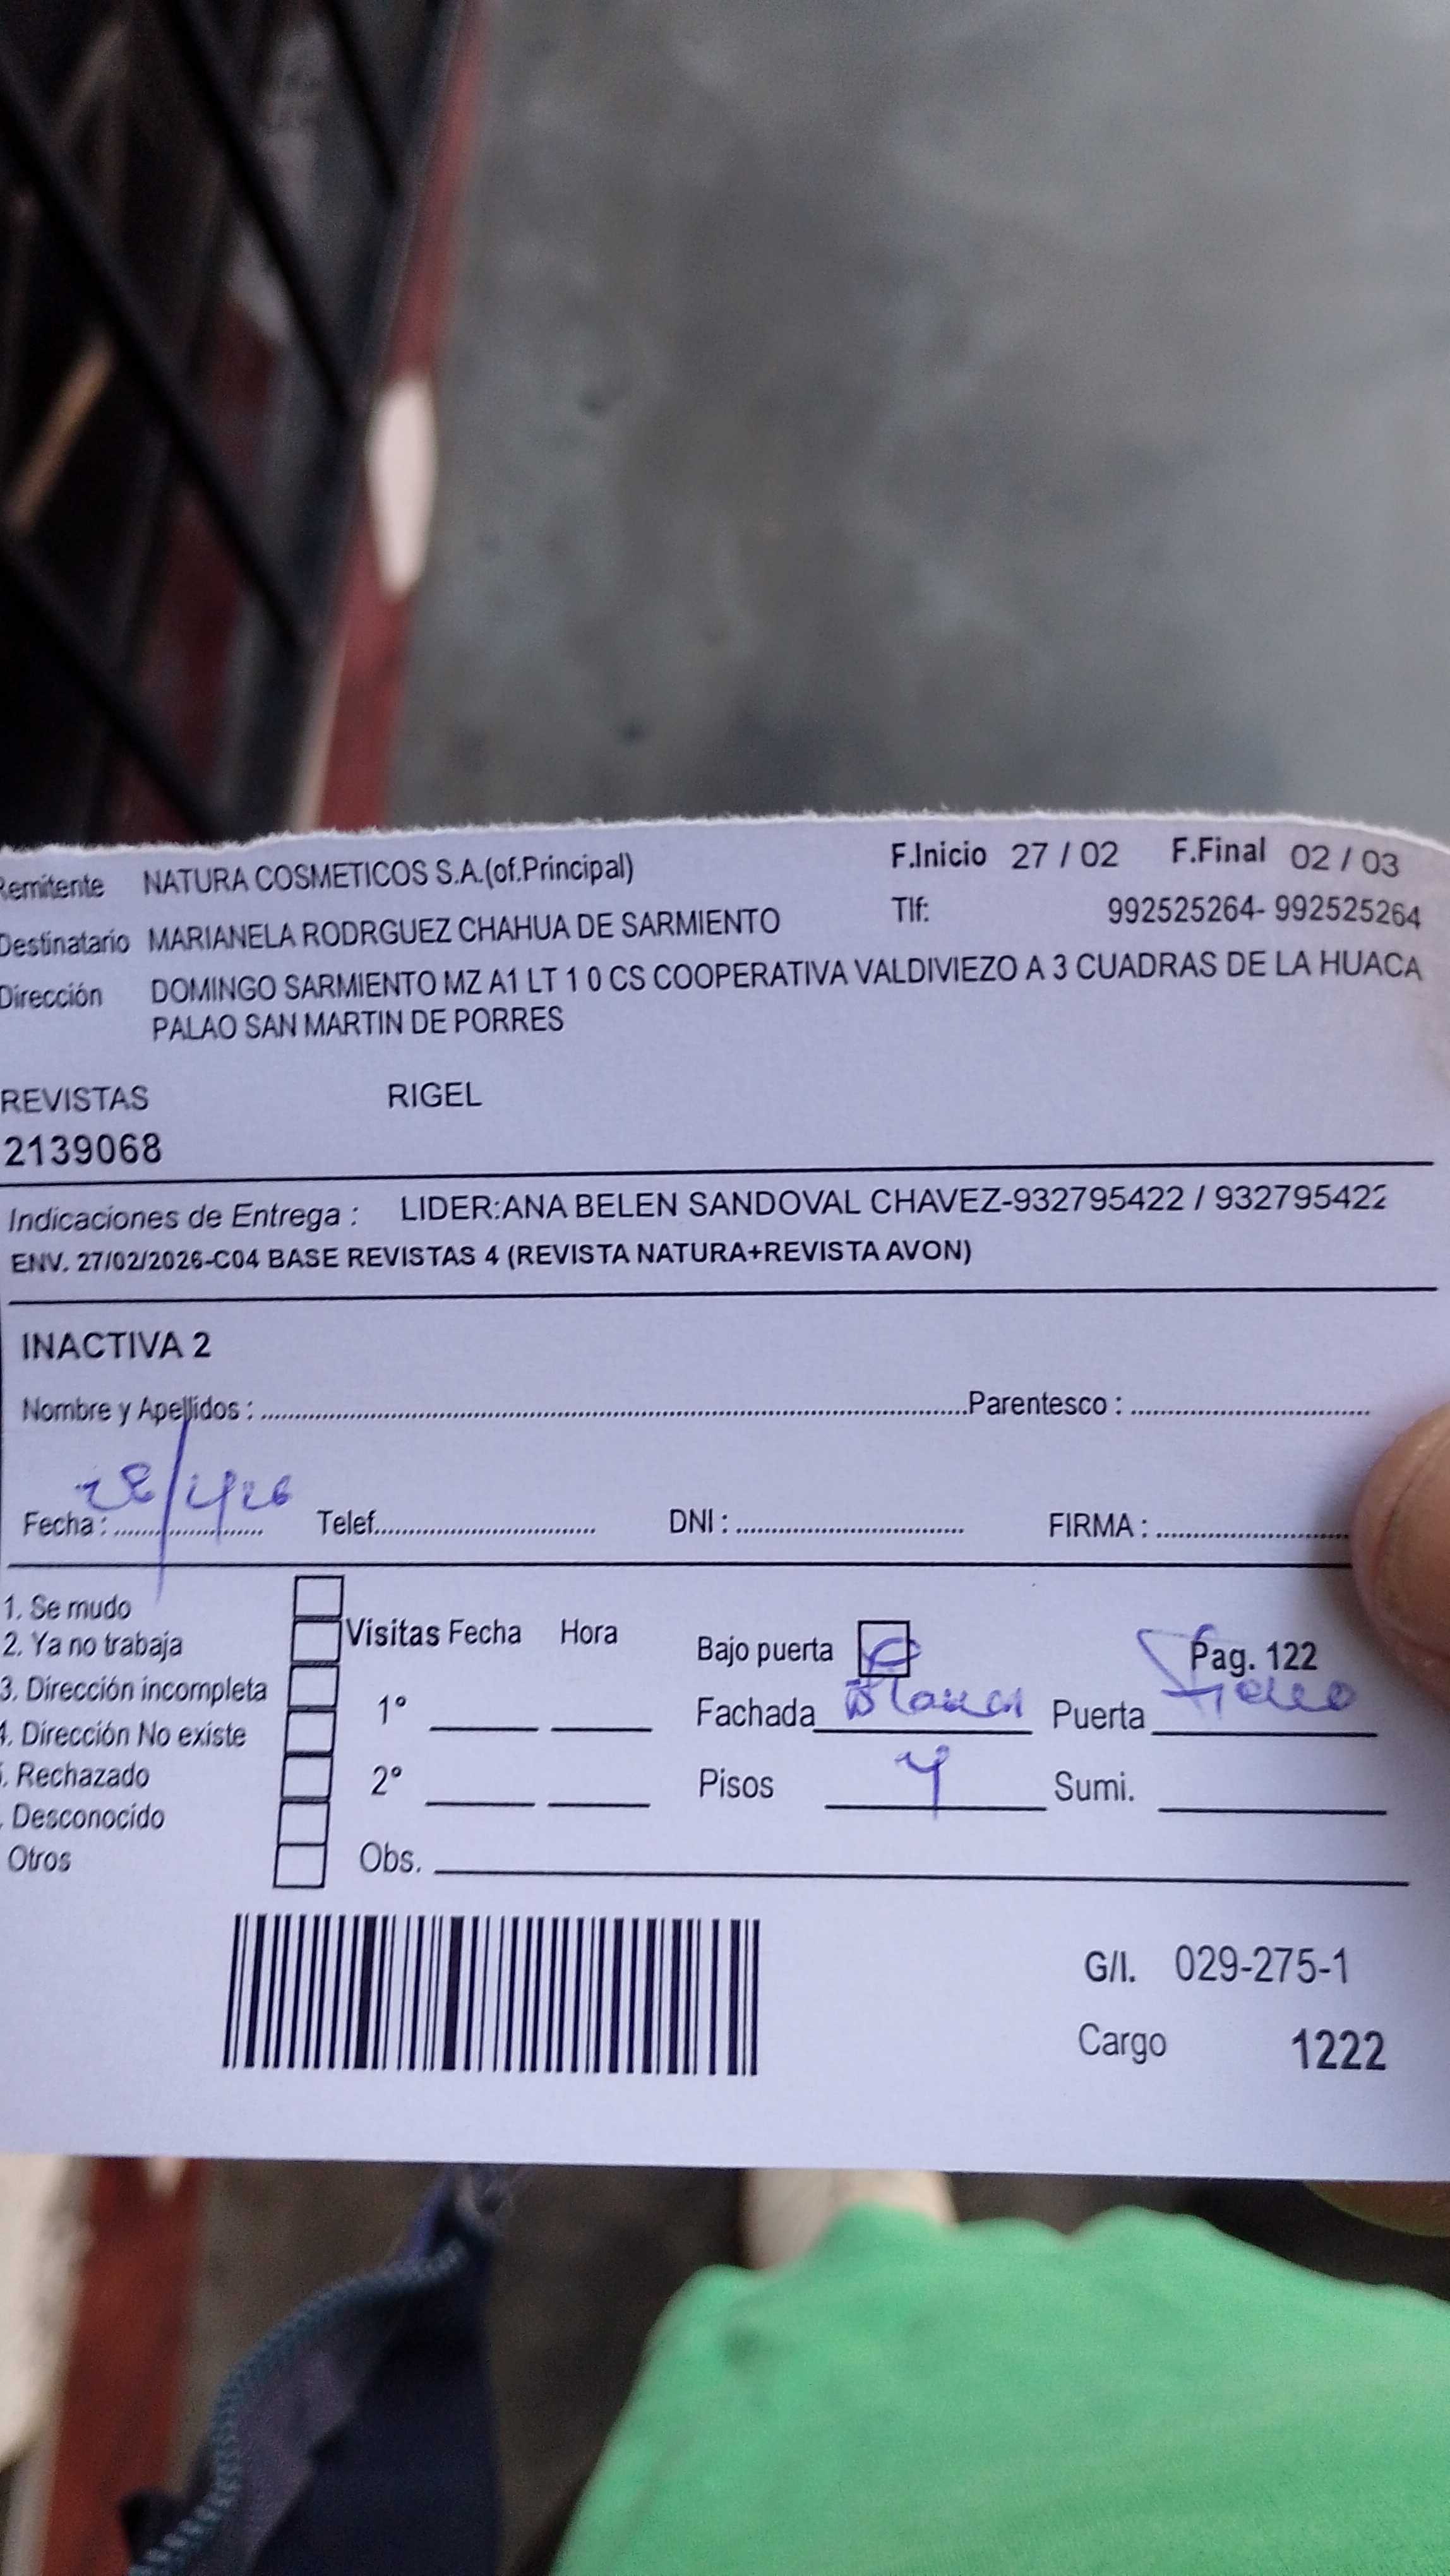 Remitente NATURA COSMETICOS S.A.(of.Principal) F.Inicio 27 / 02 F.Final 02 / 03
Destinatario MARIANELA RODRGUEZ CHAHUA DE SARMIENTO Tlf: 992525264- 992525264
Dirección DOMINGO SARMIENTO MZ A1 LT 1 0 CS COOPERATIVA VALDIVIEZO A 3 CUADRAS DE LA HUACA
PALAO SAN MARTIN DE PORRES
REVISTAS RIGEL
2139068
Indicaciones de Entrega : LIDER:ANA BELEN SANDOVAL CHAVEZ-932795422 / 932795422
ENV. 27/02/2026-C04 BASE REVISTAS 4 (REVISTA NATURA+REVISTA AVON)
INACTIVA 2
Nombre y Apellidos : Parentesco :
Fecha : 28/2/26 Telef. DNI : FIRMA :
1. Se mudo
2. Ya no trabaja Visitas Fecha Hora Bajo puerta Pag. 122
3. Dirección incompleta 1° Fachada Blanca Puerta Fierro
4. Dirección No existe
. Rechazado 2° Pisos 4 Sumi.
. Desconocido
Otros Obs.
G/I. 029-275-1
Cargo 1222